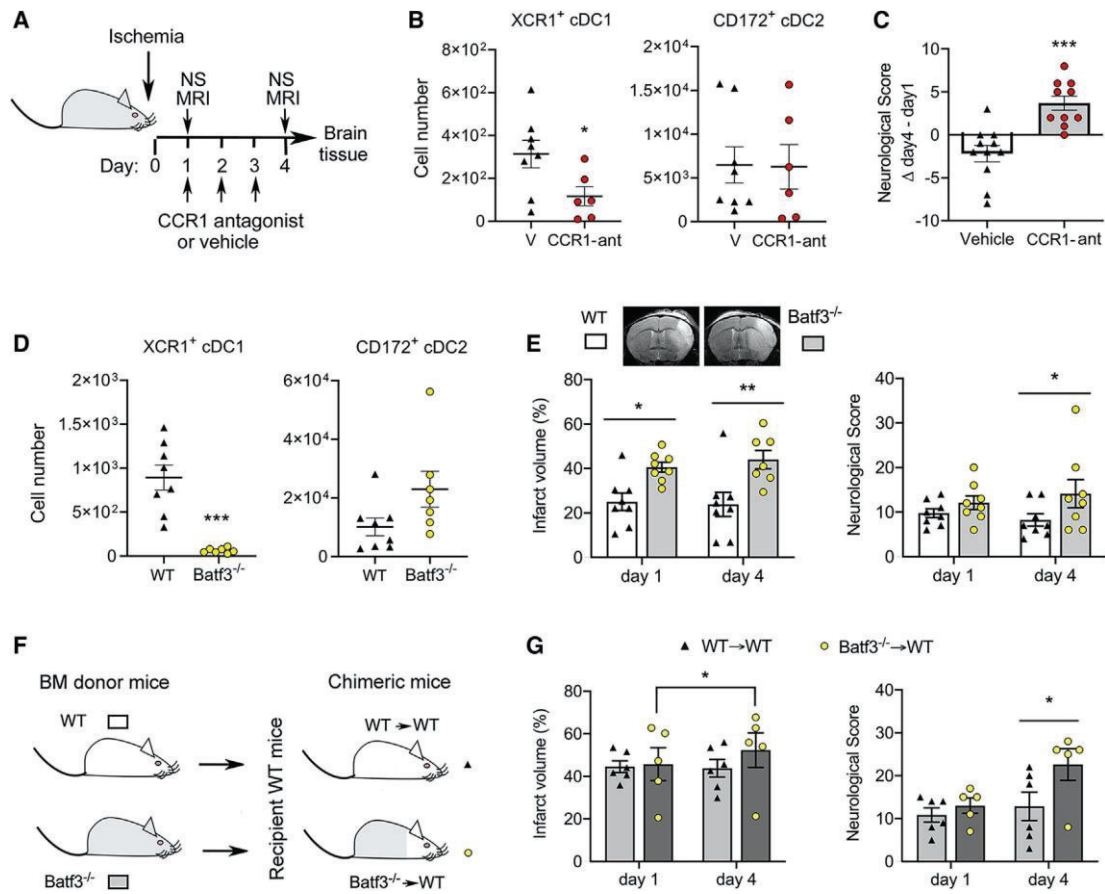 A
Ischemia
NS NS
MRI MRI
Brain
tissue
Day: 0 1 2 3 4
CCR1 antagonist
or vehicle
B
XCR1⁺ cDC1
Cell number
8×10²
6×10²
4×10²
2×10²
0
*
V CCR1-ant
CD172⁺ cDC2
2×10⁴
1×10⁴
5×10³
0
V CCR1-ant
C
Neurological Score
Δ day4 - day1
10
5
0
-5
-10
***
Vehicle CCR1-ant
D
XCR1⁺ cDC1
Cell number
2×10³
1×10³
1×10³
5×10²
0
***
WT Batf3⁻/⁻
CD172⁺ cDC2
6×10⁴
4×10⁴
2×10⁴
0
WT Batf3⁻/⁻
E
WT
Batf3⁻/⁻
Infarct volume (%)
80
60
40
20
0
* **
day 1 day 4
Neurological Score
40
30
20
10
0
*
day 1 day 4
F
BM donor mice
WT
Batf3⁻/⁻
Recipient WT mice
Chimeric mice
WT→WT
Batf3⁻/⁻→WT
G
WT→WT
Batf3⁻/⁻→WT
Infarct volume (%)
80
60
40
20
0
*
day 1 day 4
Neurological Score
30
20
10
0
*
day 1 day 4